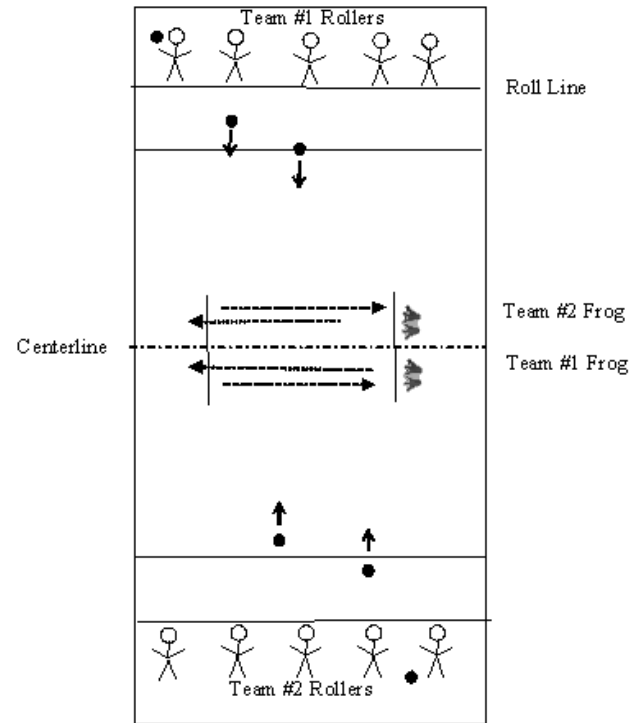 Team #1 Rollers
Roll Line
Team #2 Frog
Centerline
Team #1 Frog
Team #2 Rollers